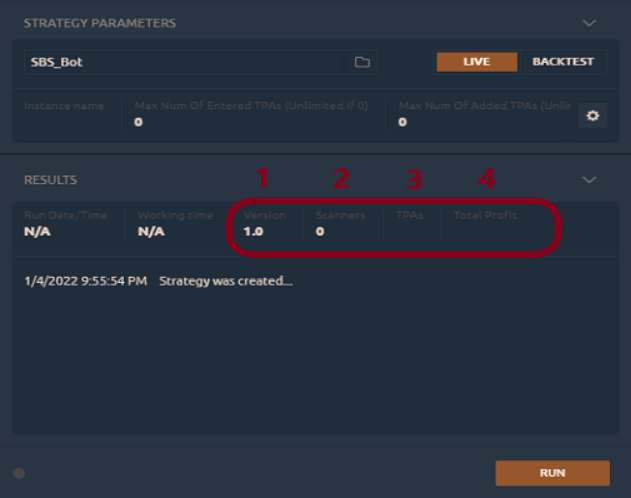 STRATEGY PARAMETERS
SBS_Bot
LIVE
BACKTEST
Instance name
Max Num Of Entered TPAs (Unlimited If 0)
Max Num Of Added TPAs (Unlir
0
0
1 2 3 4
RESULTS
Run Date/Time Working time Version Scanners TPAs Total Profit
N/A N/A 1.0 0
1/4/2022 9:55:54 PM Strategy was created...
RUN